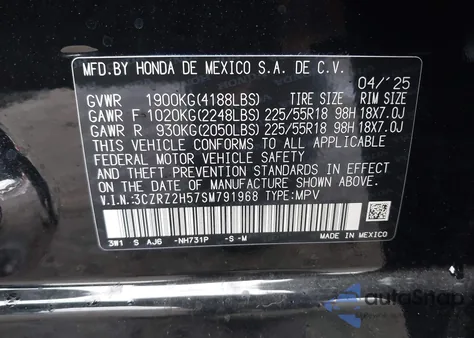 MFD.BY HONDA DE MEXICO S.A. DE C.V.
04/'25
GVWR 1900KG(4188LBS) TIRE SIZE RIM SIZE
GAWR F 1020KG(2248LBS) 225/55R18 98H 18X7.0J
GAWR R 930KG(2050LBS) 225/55R18 98H 18X7.0J
THIS VEHICLE CONFORMS TO ALL APPLICABLE
FEDERAL MOTOR VEHICLE SAFETY, BUMPER, AND
THEFT PREVENTION STANDARDS IN EFFECT ON
THE DATE OF MANUFACTURE SHOWN ABOVE.
V.I.N:3CZRZ2H57SM791968 TYPE:MPV
3W1 S AJ6 -NH731P -S-M
MADE IN MEXICO
autoSnap